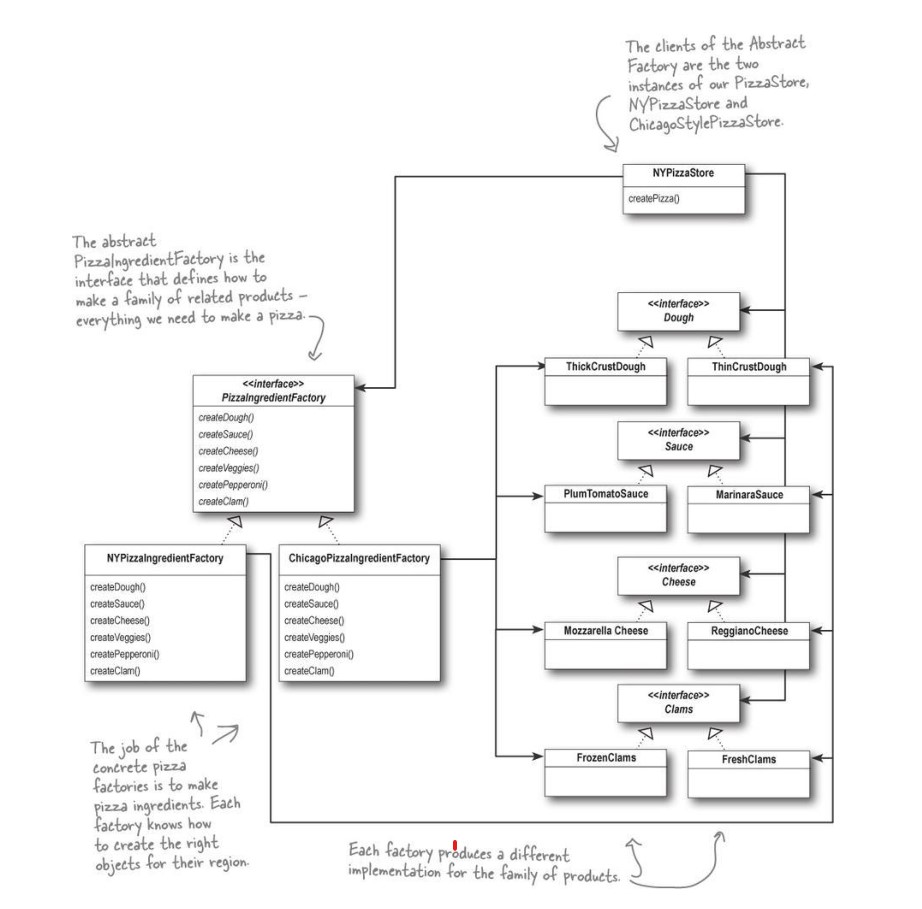 The clients of the Abstract
Factory are the two
instances of our PizzaStore,
NYPizzaStore and
ChicagoStylePizzaStore.
NYPizzaStore
createPizza()
The abstract
PizzaIngredientFactory is the
interface that defines how to
make a family of related products –
everything we need to make a pizza.
<<interface>>
Dough
ThickCrustDough
ThinCrustDough
<<interface>>
PizzaIngredientFactory
createDough()
createSauce()
createCheese()
createVeggies()
createPepperoni()
createClam()
<<interface>>
Sauce
PlumTomatoSauce
MarinaraSauce
NYPizzaIngredientFactory
createDough()
createSauce()
createCheese()
createVeggies()
createPepperoni()
createClam()
ChicagoPizzaIngredientFactory
createDough()
createSauce()
createCheese()
createVeggies()
createPepperoni()
createClam()
<<interface>>
Cheese
Mozzarella Cheese
ReggianoCheese
<<interface>>
Clams
FrozenClams
FreshClams
The job of the
concrete pizza
factories is to make
pizza ingredients. Each
factory knows how
to create the right
objects for their region.
Each factory produces a different
implementation for the family of products.